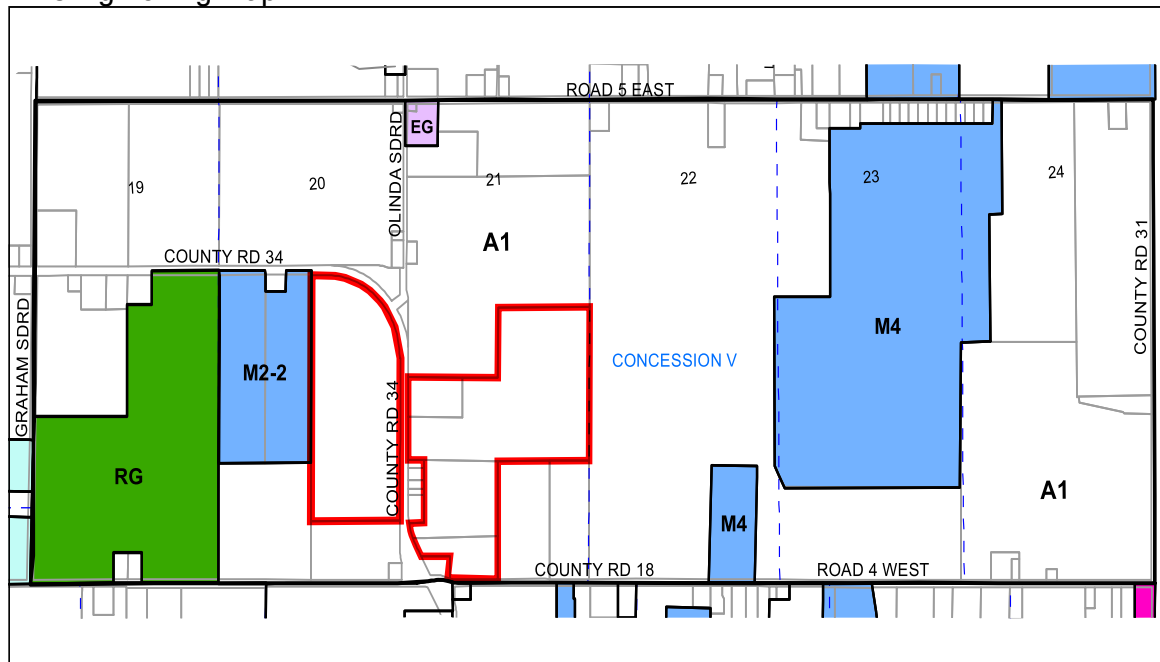 ROAD 5 EAST
EG
OLINDA SDRD
19
20
21
22
23
24
A1
COUNTY RD 34
COUNTY RD 31
GRAHAM SDRD
M4
CONCESSION V
M2-2
COUNTY RD 34
RG
A1
M4
COUNTY RD 18
ROAD 4 WEST